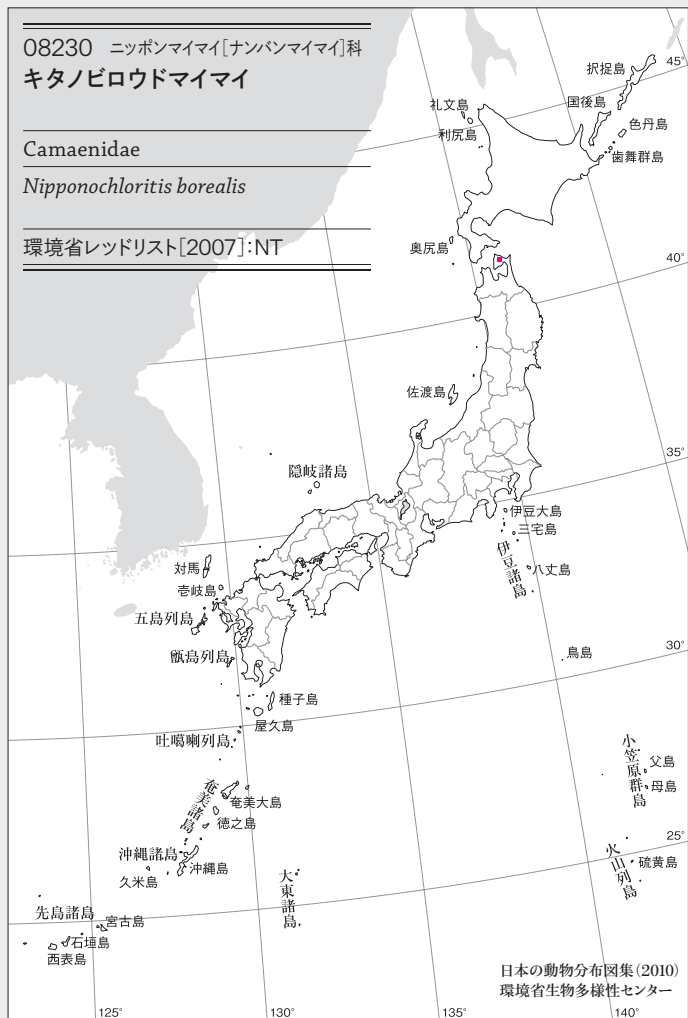 08230 ニッポンマイマイ［ナンバンマイマイ］科
キタノビロウドマイマイ
Camaenidae
Nipponochloritis borealis
環境省レッドリスト［2007］：NT
択捉島
45°
礼文島
国後島
色丹島
利尻島
歯舞群島
奥尻島
40°
佐渡島
35°
隠岐諸島
伊豆大島
三宅島
伊豆諸島
八丈島
対馬
壱岐島
五島列島
甑島列島
鳥島
30°
種子島
屋久島
吐噶喇列島
小笠原群島
父島
母島
奄美諸島
奄美大島
徳之島
沖縄諸島
沖縄島
久米島
25°
火山列島
硫黄島
大東諸島
先島諸島
宮古島
石垣島
西表島
日本の動物分布図集（2010）
環境省生物多様性センター
125°
130°
135°
140°